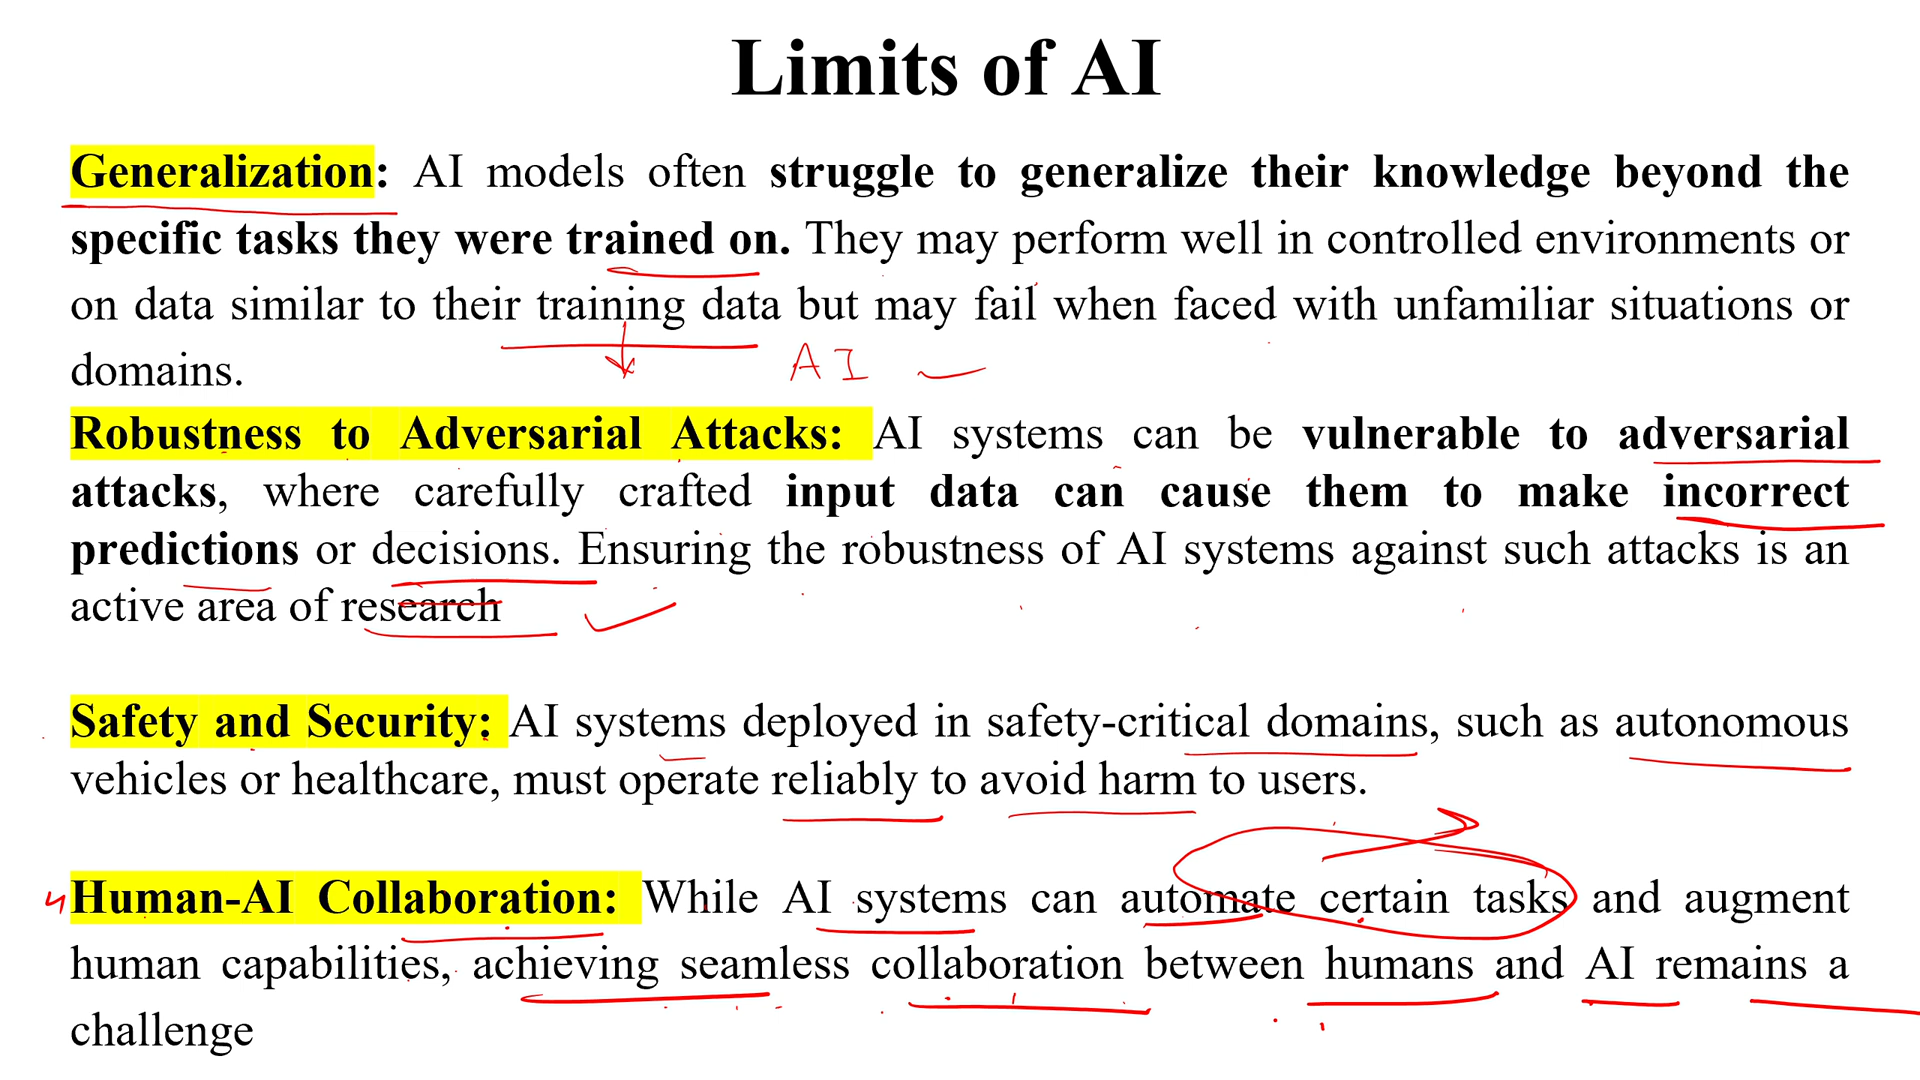 Limits of AI
Generalization: AI models often struggle to generalize their knowledge beyond the
specific tasks they were trained on. They may perform well in controlled environments or
on data similar to their training data but may fail when faced with unfamiliar situations or
domains.
AI
Robustness to Adversarial Attacks: AI systems can be vulnerable to adversarial
attacks, where carefully crafted input data can cause them to make incorrect
predictions or decisions. Ensuring the robustness of AI systems against such attacks is an
active area of research
Safety and Security: AI systems deployed in safety-critical domains, such as autonomous
vehicles or healthcare, must operate reliably to avoid harm to users.
Human-AI Collaboration: While AI systems can automate certain tasks and augment
human capabilities, achieving seamless collaboration between humans and AI remains a
challenge